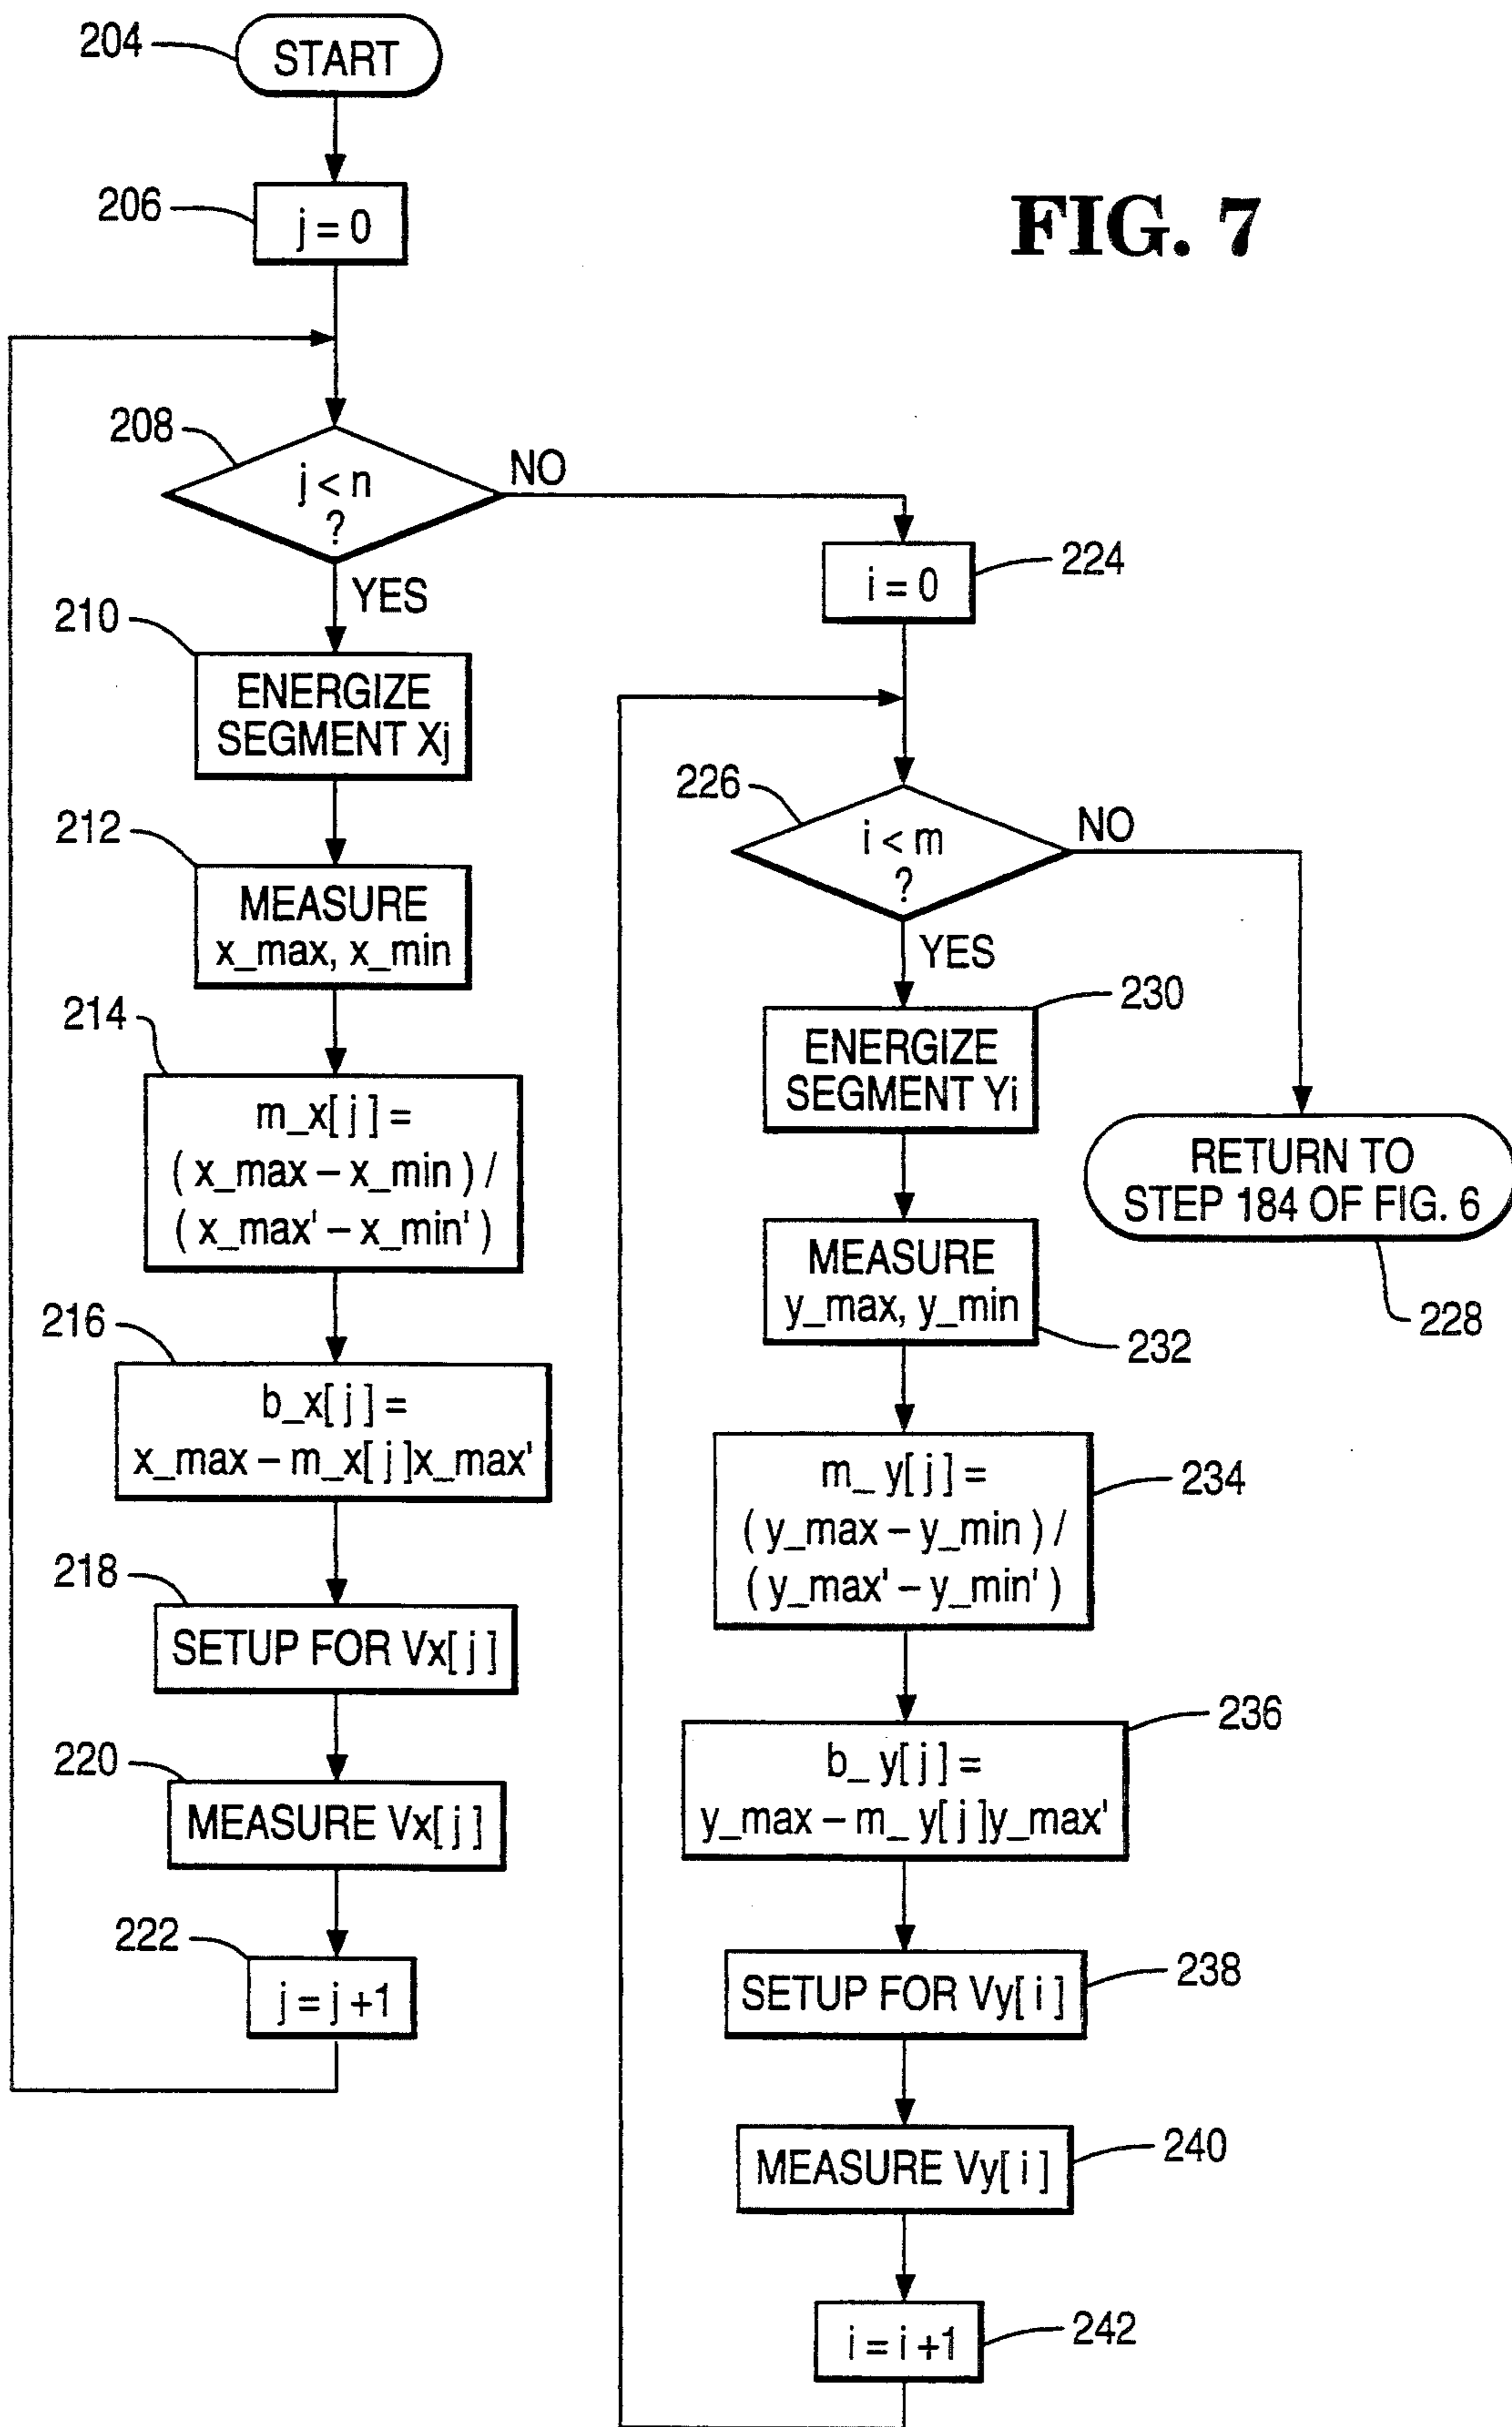 FIG. 7
204
START
206
j = 0
208
j < n
?
NO
YES
210
ENERGIZE
SEGMENT Xj
212
MEASURE
x_max, x_min
214
m_x[ j ] =
( x_max – x_min ) /
( x_max' – x_min' )
216
b_x[ j ] =
x_max – m_x[ j ]x_max'
218
SETUP FOR Vx[ j ]
220
MEASURE Vx[ j ]
222
j = j +1
224
i = 0
226
i < m
?
NO
YES
228
RETURN TO
STEP 184 OF FIG. 6
230
ENERGIZE
SEGMENT Yi
232
MEASURE
y_max, y_min
234
m_ y[ j ] =
( y_max – y_min ) /
( y_max' – y_min' )
236
b_ y[ j ] =
y_max – m_ y[ j ]y_max'
238
SETUP FOR Vy[ i ]
240
MEASURE Vy[ i ]
242
i = i +1